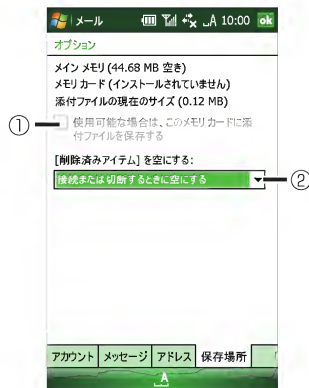 メール 10:00 ok
オプション
メイン メモリ (44.68 MB 空き)
メモリ カード (インストールされていません)
添付ファイルの現在のサイズ (0.12 MB)
① 使用可能な場合は、このメモリ カードに添
付ファイルを保存する
[削除済みアイテム] を空にする:
接続または切断するときに空にする ②
アカウント メッセージ アドレス 保存場所
A